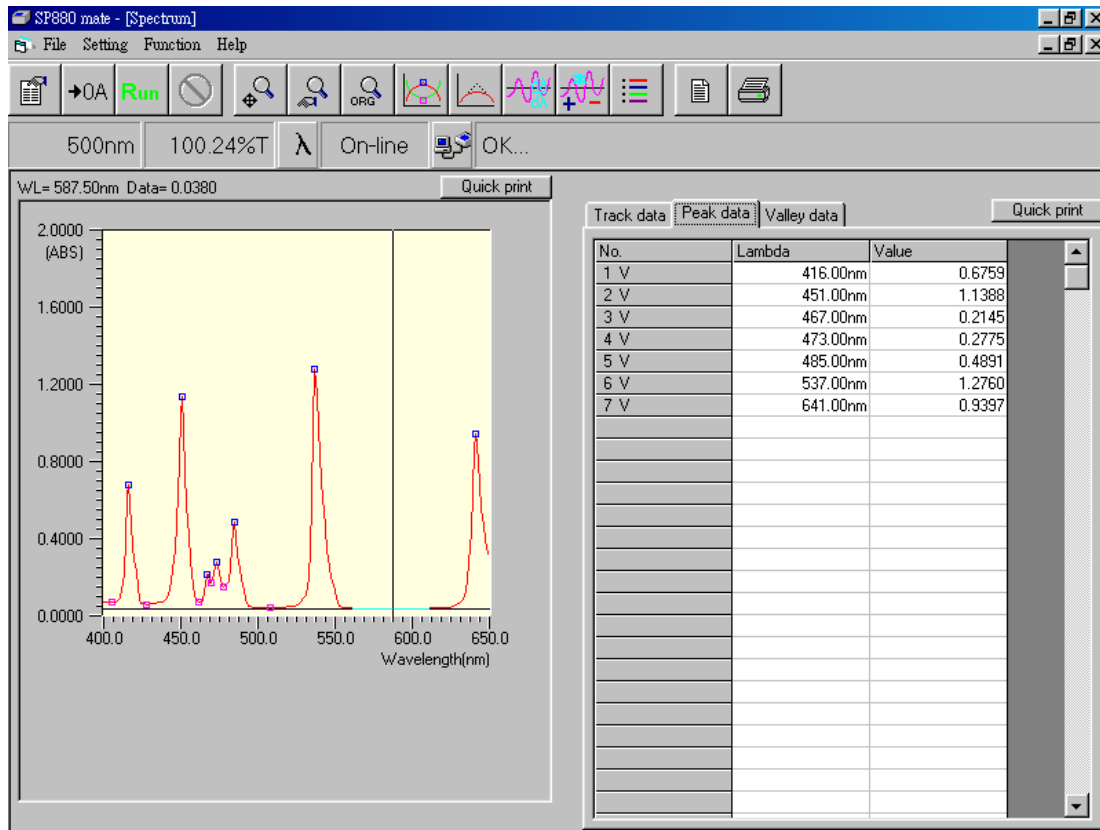 SP880 mate - [Spectrum]
File Setting Function Help
→0A Run ORG dA
500nm 100.24%T λ On-line OK...
WL= 587.50nm Data= 0.0380 Quick print
2.0000
(ABS)
1.6000
1.2000
0.8000
0.4000
0.0000
400.0 450.0 500.0 550.0 600.0 650.0
Wavelength(nm)
Track data Peak data Valley data Quick print
No. Lambda Value
1 V 416.00nm 0.6759
2 V 451.00nm 1.1388
3 V 467.00nm 0.2145
4 V 473.00nm 0.2775
5 V 485.00nm 0.4891
6 V 537.00nm 1.2760
7 V 641.00nm 0.9397